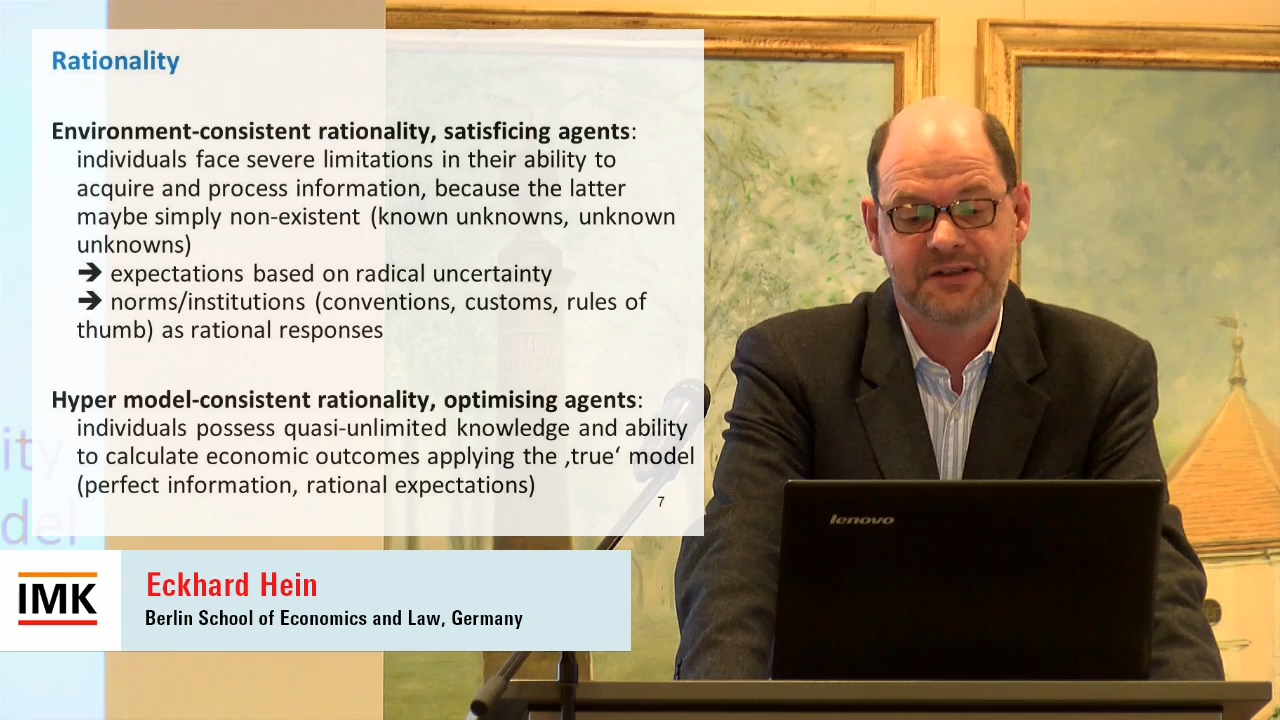 Rationality
Environment-consistent rationality, satisficing agents:
individuals face severe limitations in their ability to
acquire and process information, because the latter
maybe simply non-existent (known unknowns, unknown
unknowns)
➔ expectations based on radical uncertainty
➔ norms/institutions (conventions, customs, rules of
thumb) as rational responses
Hyper model-consistent rationality, optimising agents:
individuals possess quasi-unlimited knowledge and ability
to calculate economic outcomes applying the ‚true‘ model
(perfect information, rational expectations)
7
ity
del
lenovo
IMK
Eckhard Hein
Berlin School of Economics and Law, Germany